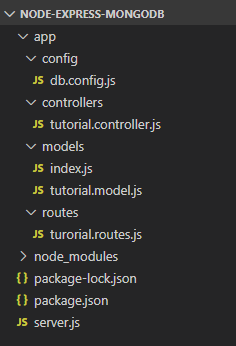 NODE-EXPRESS-MONGODB
app
config
JS db.config.js
controllers
JS tutorial.controller.js
models
JS index.js
JS tutorial.model.js
routes
JS turorial.routes.js
node_modules
{} package-lock.json
{} package.json
JS server.js